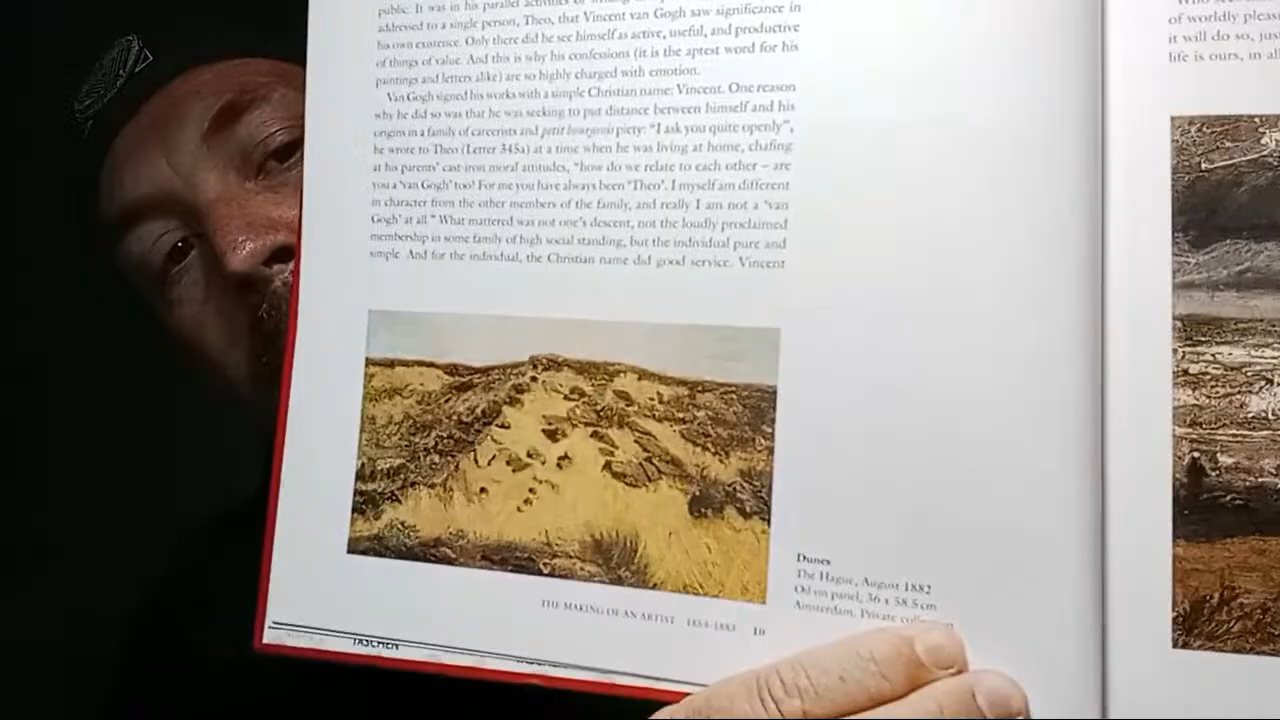 public. It was in his parallel activities of
addressed to a single person, Theo, that Vincent van Gogh saw significance in
his own existence. Only there did he see himself as active, useful, and productive
of things of value. And this is why his confessions (it is the aptest word for his
paintings and letters alike) are so highly charged with emotion.
Van Gogh signed his works with a simple Christian name: Vincent. One reason
why he did so was that he was seeking to put distance between himself and his
origins in a family of careerists and petit bourgeois piety: "I ask you quite openly",
he wrote to Theo (Letter 345a) at a time when he was living at home, chafing
at his parents' cast-iron moral attitudes, "how do we relate to each other – are
you a 'van Gogh' too? For me you have always been 'Theo'. I myself am different
in character from the other members of the family, and really I am not a 'van
Gogh' at all." What mattered was not one's descent, not the loudly proclaimed
membership in some family of high social standing, but the individual pure and
simple. And for the individual, the Christian name did good service. Vincent
Dunes
The Hague, August 1882
Oil on panel, 36 x 58.5 cm
Amsterdam, Private
THE MAKING OF AN ARTIST 1853–1883 19
TASCHEN
of worldly pleas
it will do so, jus
life is ours, in al